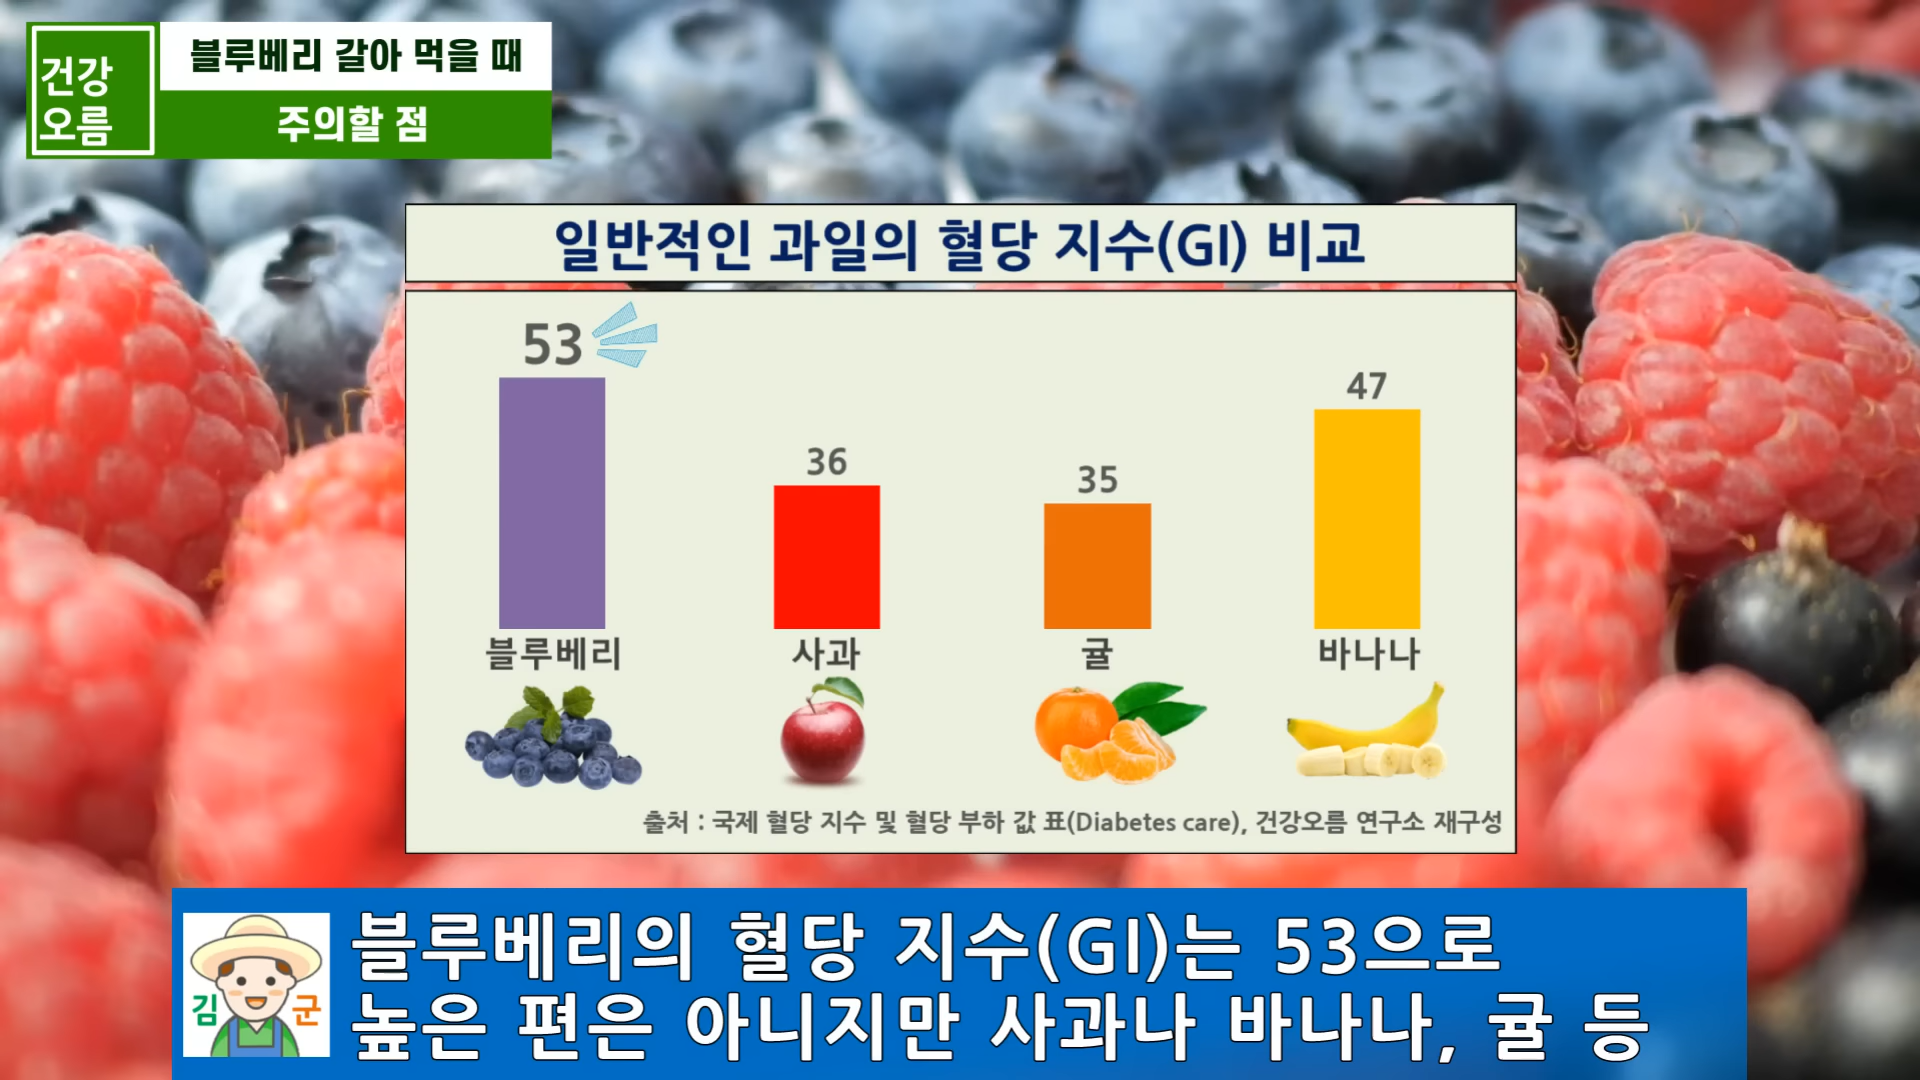 건강
오름
블루베리 갈아 먹을 때
주의할 점
일반적인 과일의 혈당 지수(GI) 비교
53
36
35
47
블루베리
사과
귤
바나나
출처 : 국제 혈당 지수 및 혈당 부하 값 표(Diabetes care), 건강오름 연구소 재구성
김 군
블루베리의 혈당 지수(GI)는 53으로
높은 편은 아니지만 사과나 바나나, 귤 등